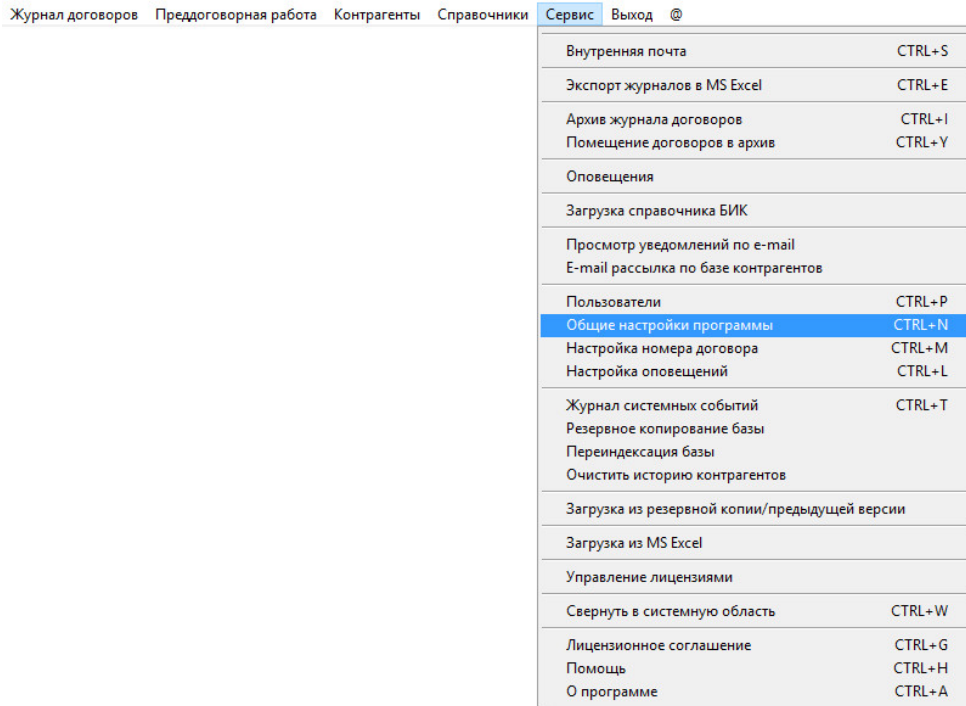 Журнал договоров Преддоговорная работа Контрагенты Справочники Сервис Выход @
Внутренняя почта CTRL+S
Экспорт журналов в MS Excel CTRL+E
Архив журнала договоров CTRL+I
Помещение договоров в архив CTRL+Y
Оповещения
Загрузка справочника БИК
Просмотр уведомлений по e-mail
E-mail рассылка по базе контрагентов
Пользователи CTRL+P
Общие настройки программы CTRL+N
Настройка номера договора CTRL+M
Настройка оповещений CTRL+L
Журнал системных событий CTRL+T
Резервное копирование базы
Переиндексация базы
Очистить историю контрагентов
Загрузка из резервной копии/предыдущей версии
Загрузка из MS Excel
Управление лицензиями
Свернуть в системную область CTRL+W
Лицензионное соглашение CTRL+G
Помощь CTRL+H
О программе CTRL+A